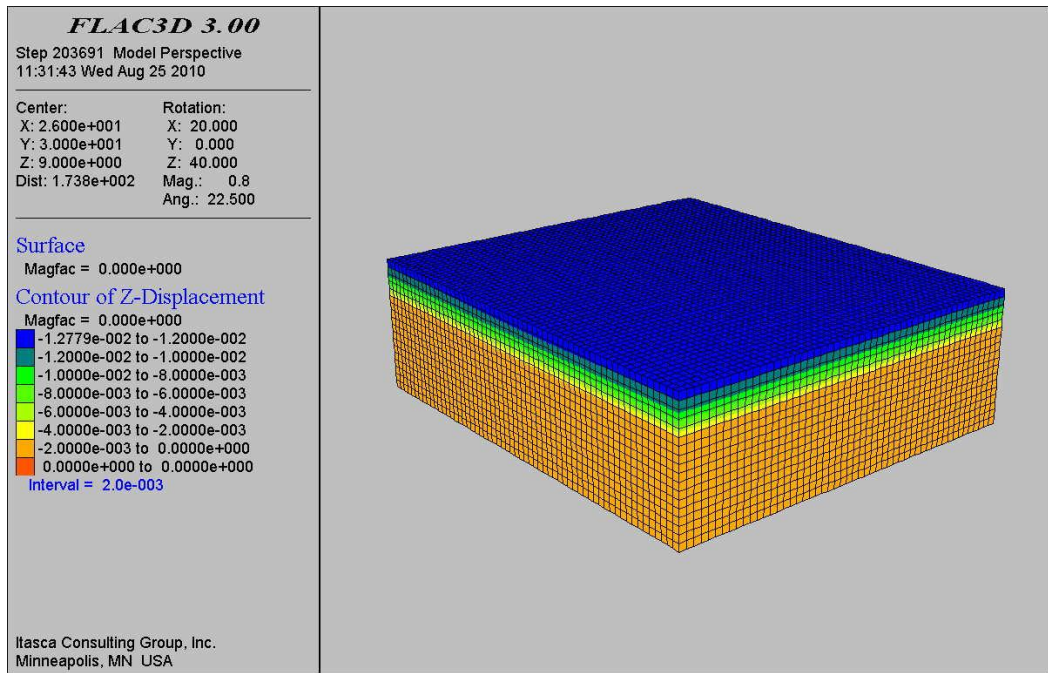 FLAC3D 3.00
Step 203691 Model Perspective
11:31:43 Wed Aug 25 2010
Center: Rotation:
X: 2.600e+001 X: 20.000
Y: 3.000e+001 Y: 0.000
Z: 9.000e+000 Z: 40.000
Dist: 1.738e+002 Mag.: 0.8
Ang.: 22.500
Surface
Magfac = 0.000e+000
Contour of Z-Displacement
Magfac = 0.000e+000
-1.2779e-002 to -1.2000e-002
-1.2000e-002 to -1.0000e-002
-1.0000e-002 to -8.0000e-003
-8.0000e-003 to -6.0000e-003
-6.0000e-003 to -4.0000e-003
-4.0000e-003 to -2.0000e-003
-2.0000e-003 to 0.0000e+000
0.0000e+000 to 0.0000e+000
Interval = 2.0e-003
Itasca Consulting Group, Inc.
Minneapolis, MN USA